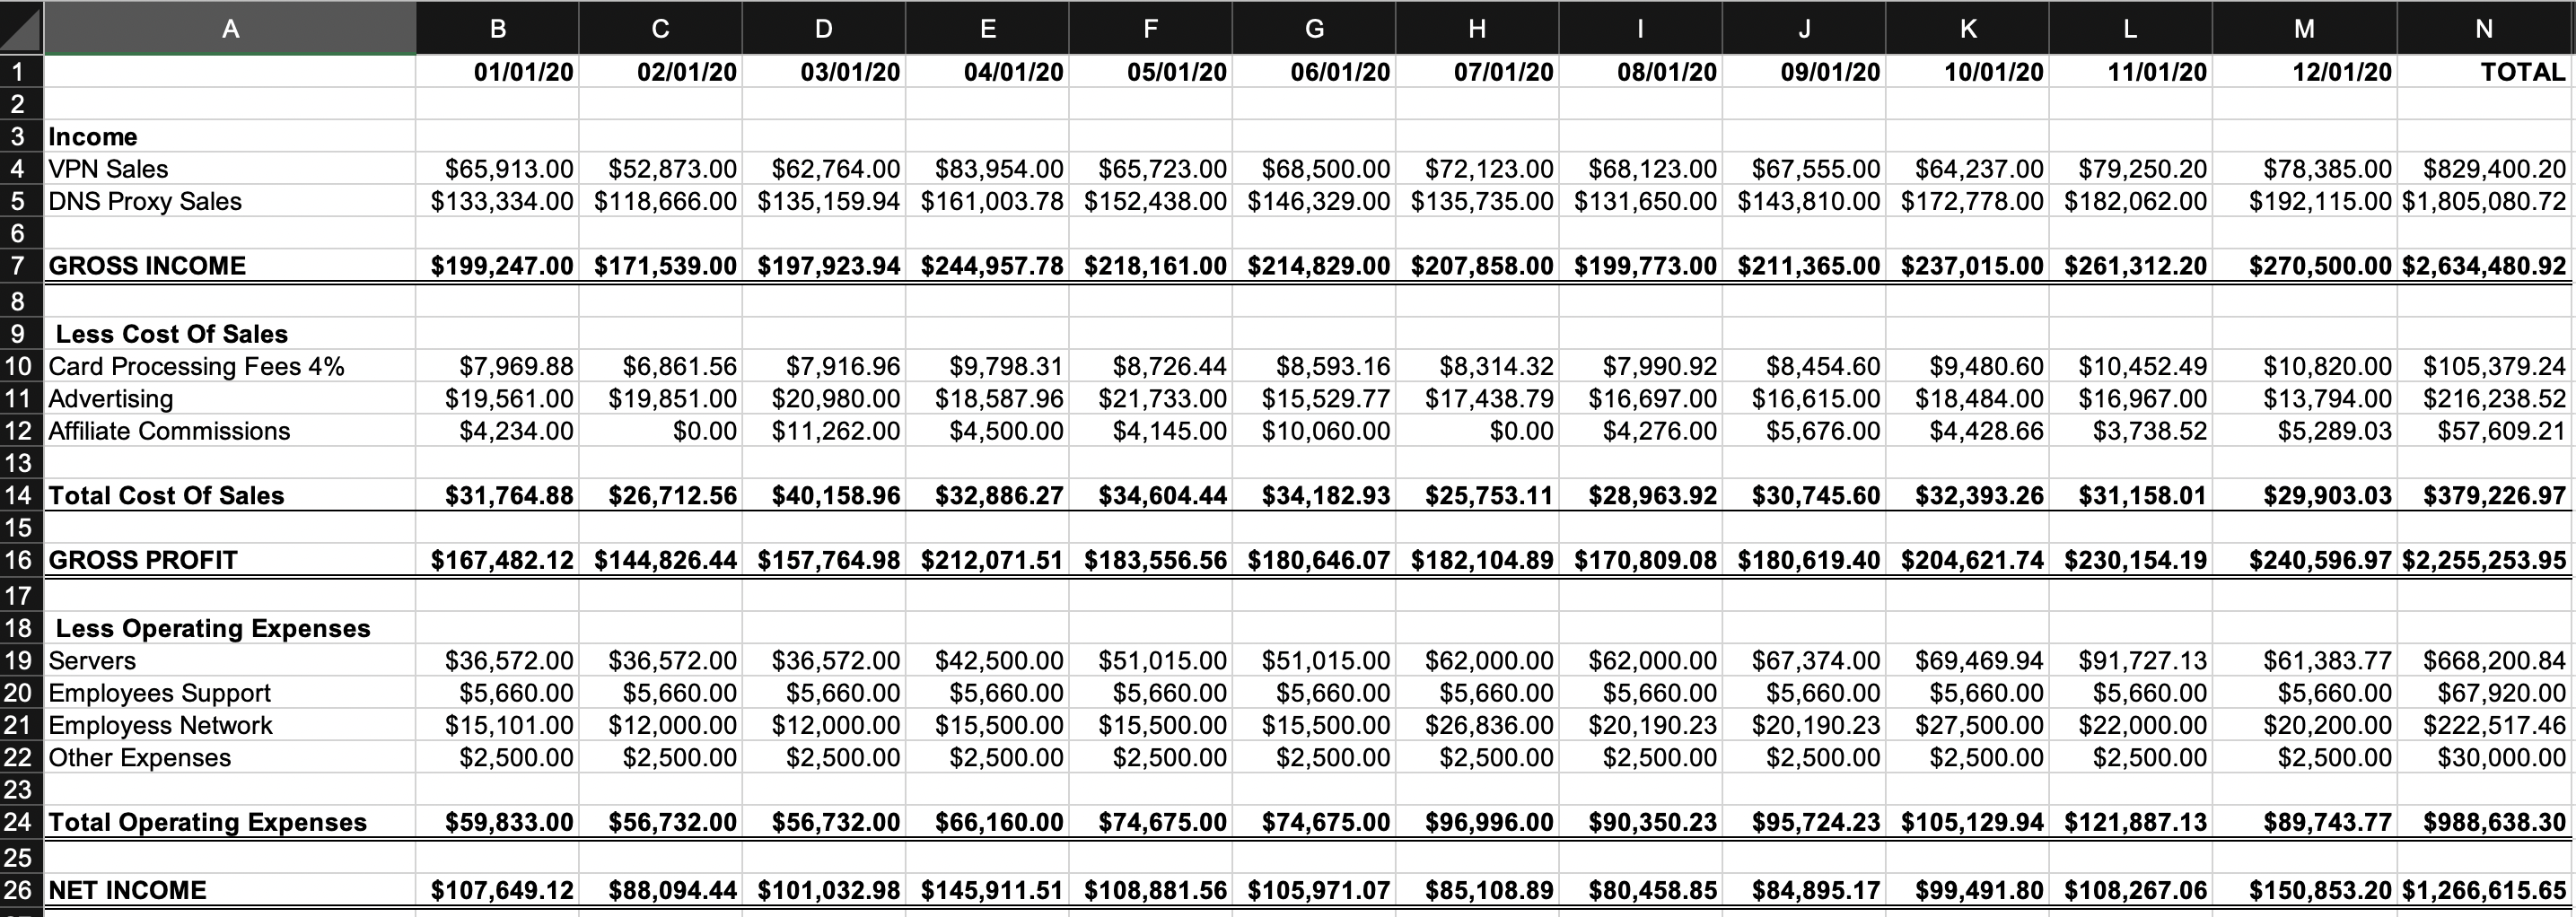 A B C D E F G H I J K L M N
1 01/01/20 02/01/20 03/01/20 04/01/20 05/01/20 06/01/20 07/01/20 08/01/20 09/01/20 10/01/20 11/01/20 12/01/20 TOTAL
2
3 Income
4 VPN Sales $65,913.00 $52,873.00 $62,764.00 $83,954.00 $65,723.00 $68,500.00 $72,123.00 $68,123.00 $67,555.00 $64,237.00 $79,250.20 $78,385.00 $829,400.20
5 DNS Proxy Sales $133,334.00 $118,666.00 $135,159.94 $161,003.78 $152,438.00 $146,329.00 $135,735.00 $131,650.00 $143,810.00 $172,778.00 $182,062.00 $192,115.00 $1,805,080.72
6
7 GROSS INCOME $199,247.00 $171,539.00 $197,923.94 $244,957.78 $218,161.00 $214,829.00 $207,858.00 $199,773.00 $211,365.00 $237,015.00 $261,312.20 $270,500.00 $2,634,480.92
8
9 Less Cost Of Sales
10 Card Processing Fees 4% $7,969.88 $6,861.56 $7,916.96 $9,798.31 $8,726.44 $8,593.16 $8,314.32 $7,990.92 $8,454.60 $9,480.60 $10,452.49 $10,820.00 $105,379.24
11 Advertising $19,561.00 $19,851.00 $20,980.00 $18,587.96 $21,733.00 $15,529.77 $17,438.79 $16,697.00 $16,615.00 $18,484.00 $16,967.00 $13,794.00 $216,238.52
12 Affiliate Commissions $4,234.00 $0.00 $11,262.00 $4,500.00 $4,145.00 $10,060.00 $0.00 $4,276.00 $5,676.00 $4,428.66 $3,738.52 $5,289.03 $57,609.21
13
14 Total Cost Of Sales $31,764.88 $26,712.56 $40,158.96 $32,886.27 $34,604.44 $34,182.93 $25,753.11 $28,963.92 $30,745.60 $32,393.26 $31,158.01 $29,903.03 $379,226.97
15
16 GROSS PROFIT $167,482.12 $144,826.44 $157,764.98 $212,071.51 $183,556.56 $180,646.07 $182,104.89 $170,809.08 $180,619.40 $204,621.74 $230,154.19 $240,596.97 $2,255,253.95
17
18 Less Operating Expenses
19 Servers $36,572.00 $36,572.00 $36,572.00 $42,500.00 $51,015.00 $51,015.00 $62,000.00 $62,000.00 $67,374.00 $69,469.94 $91,727.13 $61,383.77 $668,200.84
20 Employees Support $5,660.00 $5,660.00 $5,660.00 $5,660.00 $5,660.00 $5,660.00 $5,660.00 $5,660.00 $5,660.00 $5,660.00 $5,660.00 $5,660.00 $67,920.00
21 Employess Network $15,101.00 $12,000.00 $12,000.00 $15,500.00 $15,500.00 $15,500.00 $26,836.00 $20,190.23 $20,190.23 $27,500.00 $22,000.00 $20,200.00 $222,517.46
22 Other Expenses $2,500.00 $2,500.00 $2,500.00 $2,500.00 $2,500.00 $2,500.00 $2,500.00 $2,500.00 $2,500.00 $2,500.00 $2,500.00 $2,500.00 $30,000.00
23
24 Total Operating Expenses $59,833.00 $56,732.00 $56,732.00 $66,160.00 $74,675.00 $74,675.00 $96,996.00 $90,350.23 $95,724.23 $105,129.94 $121,887.13 $89,743.77 $988,638.30
25
26 NET INCOME $107,649.12 $88,094.44 $101,032.98 $145,911.51 $108,881.56 $105,971.07 $85,108.89 $80,458.85 $84,895.17 $99,491.80 $108,267.06 $150,853.20 $1,266,615.65